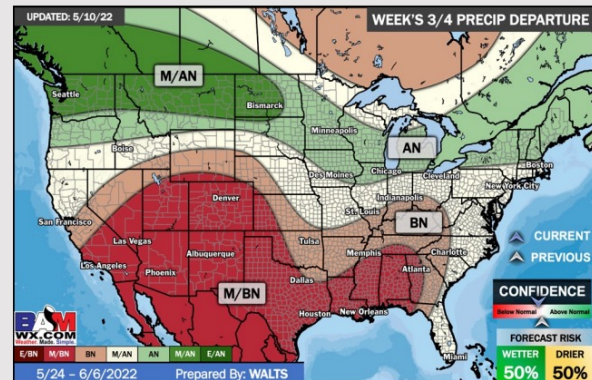 UPDATED: 5/10/22
WEEK'S 3/4 PRECIP DEPARTURE
Seattle
M/AN
Bismarck
Minneapolis
AN
Boise
Boston
Des Moines
Chicago
Cleveland
New York City
Denver
Indianapolis
San Francisco
St. Louis
BN
Las Vegas
CURRENT
Tulsa
Charlotte
Albuquerque
Memphis
PREVIOUS
Los Angeles
Atlanta
Phoenix
Dallas
M/BN
CONFIDENCE
Houston
New Orleans
Below Normal
Above Normal
BAM
WX.COM
Weather. Made. Simple.
FORECAST RISK
E/BN M/BN BN M/AN AN M/AN E/AN
Miami
WETTER
DRIER
5/24 – 6/6/2022
Prepared By: WALTS
50%
50%